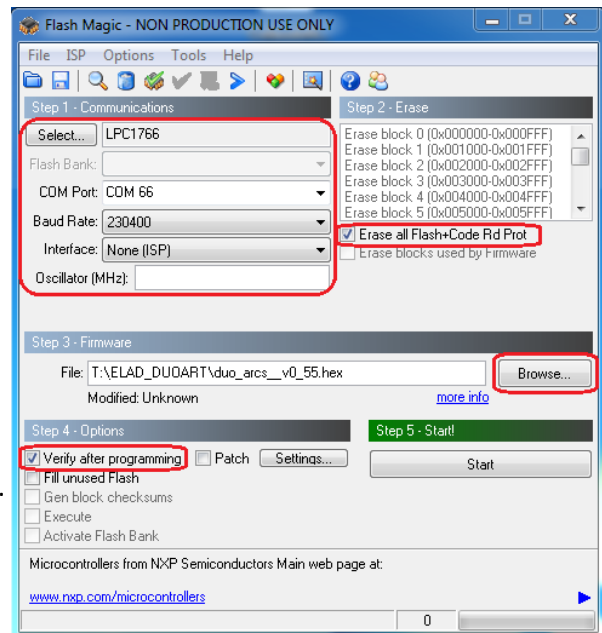 Flash Magic - NON PRODUCTION USE ONLY
File ISP Options Tools Help
Step 1 - Communications
Select... LPC1766
Flash Bank:
COM Port: COM 66
Baud Rate: 230400
Interface: None (ISP)
Oscillator (MHz):
Step 2 - Erase
Erase block 0 (0x000000-0x000FFF)
Erase block 1 (0x001000-0x001FFF)
Erase block 2 (0x002000-0x002FFF)
Erase block 3 (0x003000-0x003FFF)
Erase block 4 (0x004000-0x004FFF)
Erase block 5 (0x005000-0x005FFF)
Erase all Flash+Code Rd Prot
Erase blocks used by Firmware
Step 3 - Firmware
File: T:\ELAD_DUOART\duo_arcs__v0_55.hex Browse...
Modified: Unknown more info
Step 4 - Options
Verify after programming Patch Settings...
Fill unused Flash
Gen block checksums
Execute
Activate Flash Bank
Step 5 - Start!
Start
Microcontrollers from NXP Semiconductors Main web page at:
www.nxp.com/microcontrollers
0